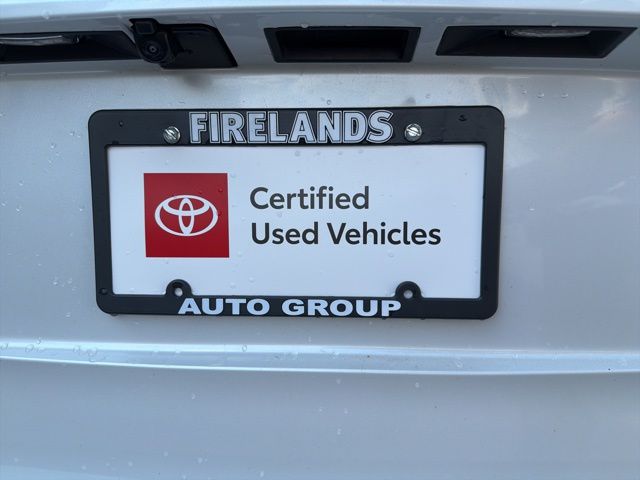 FIRELANDS
Certified
Used Vehicles
AUTO GROUP